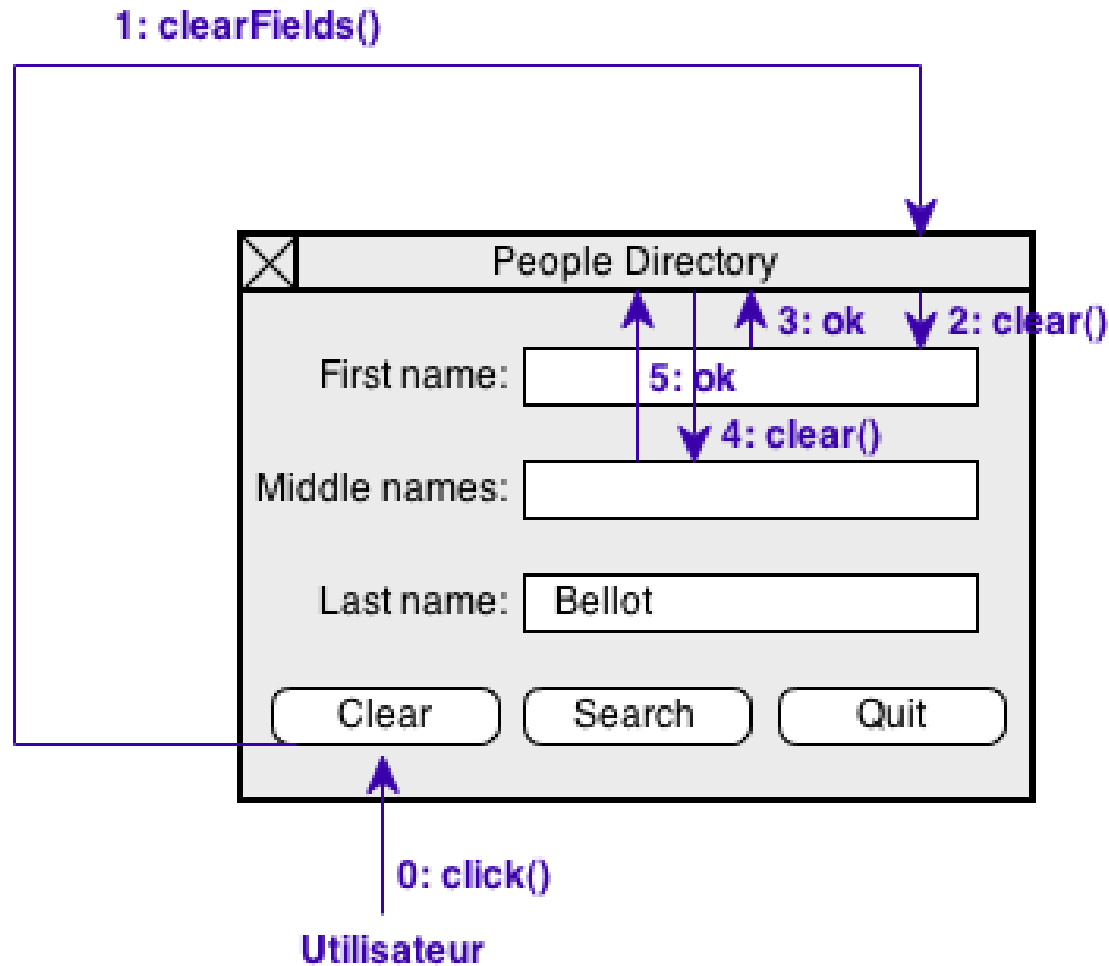 1: clearFields()
People Directory
3: ok
2: clear()
First name:
5: ok
4: clear()
Middle names:
Last name:
Bellot
Clear
Search
Quit
0: click()
Utilisateur